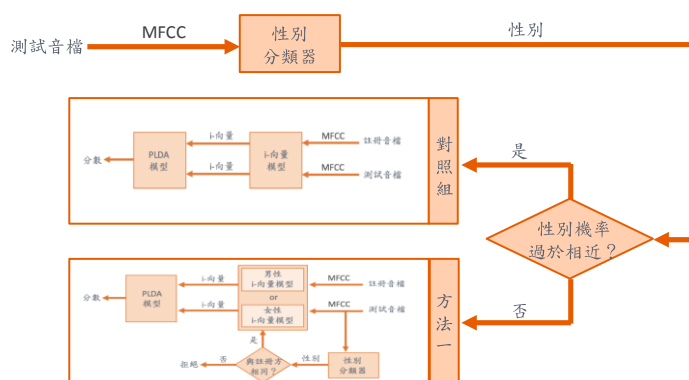 測試音檔
MFCC
性別
分類器
性別
分數
PLDA
模型
i-向量
i-向量
i-向量
模型
MFCC
MFCC
註冊音檔
測試音檔
對照組
是
性別機率
過於相近？
否
方法一
分數
PLDA
模型
i-向量
i-向量
男性
i-向量模型
or
女性
i-向量模型
MFCC
MFCC
註冊音檔
測試音檔
是
拒絕
否
與註冊方
相同？
性別
性別
分類器